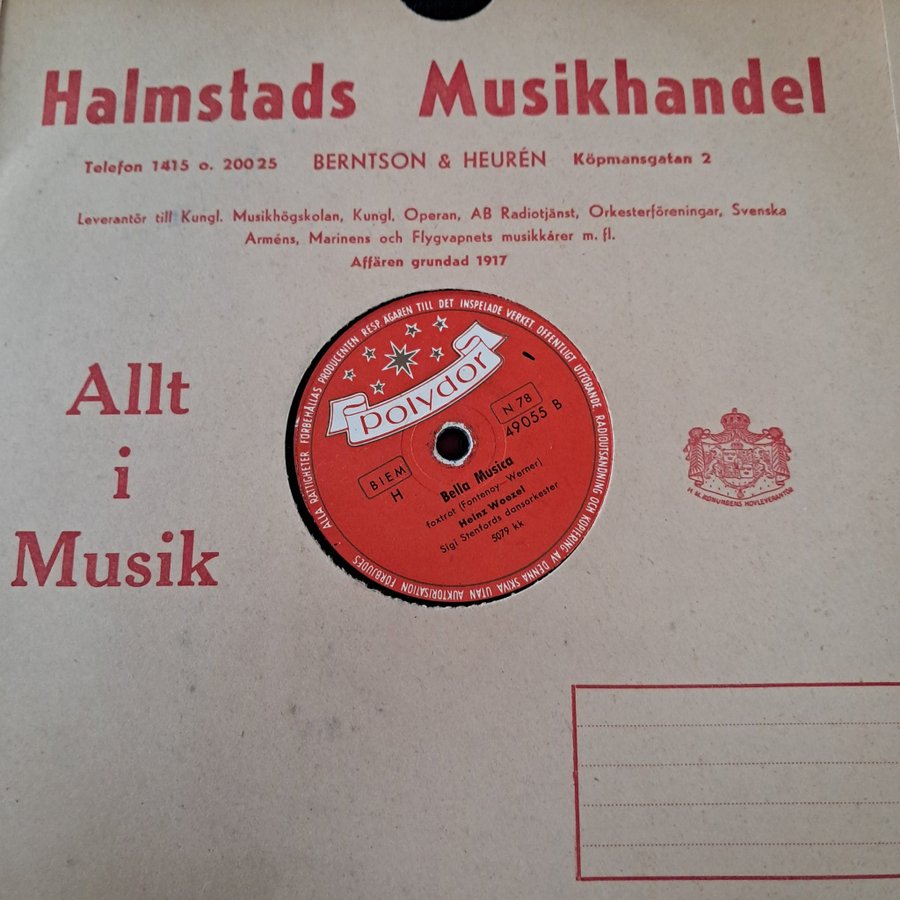 Halmstads Musikhandel
Telefon 1415 o. 20025 BERNTSON & HEURÉN Köpmansgatan 2
Leverantör till Kungl. Musikhögskolan, Kungl. Operan, AB Radiotjänst, Orkesterföreningar, Svenska
Arméns, Marinens och Flygvapnets musikkårer m. fl.
Affären grundad 1917
Allt
i
Musik
ALLA RÄTTIGHETER FÖRBEHÅLLAS PRODUCENTEN, RESP. ÄGAREN TILL DET INSPELADE VERKET. OFFENTLIGT UTFÖRANDE, RADIOUTSÄNDNING OCH KOPIERING AV DENNA SKIVA UTAN AUKTORISATION FÖRBJUDES!
polydor
N 78
49055 B
BIEM
H
Bella Musica
foxtrot (Fontenoy-Werner)
Heinz Woezel
Sigi Stenfords dansorkester
5079 kk
H. M. KONUNGENS HOVLEVERANTÖR